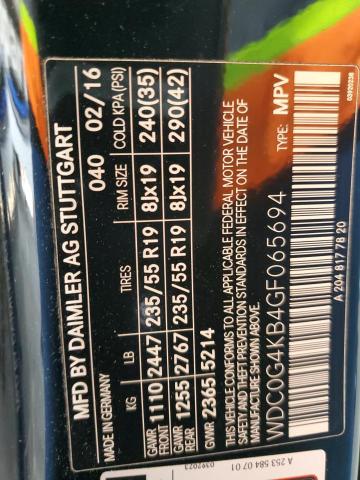 MFD BY DAIMLER AG STUTTGART
MADE IN GERMANY 040 02/16
KG LB TIRES RIM SIZE COLD KPA (PSI)
GAWR FRONT 1110 2447 235/55 R19 8Jx19 240(35)
GAWR REAR 1255 2767 235/55 R19 8Jx19 290(42)
GVWR 2365 5214
THIS VEHICLE CONFORMS TO ALL APPLICABLE FEDERAL MOTOR VEHICLE
SAFETY, BUMPER AND THEFT PREVENTION STANDARDS IN EFFECT ON THE DATE OF
MANUFACTURE SHOWN ABOVE.
WDC0G4KB4GF065694 TYPE: MPV
A 204 817 78 20
03920238
A 253 584 07 01
0392023